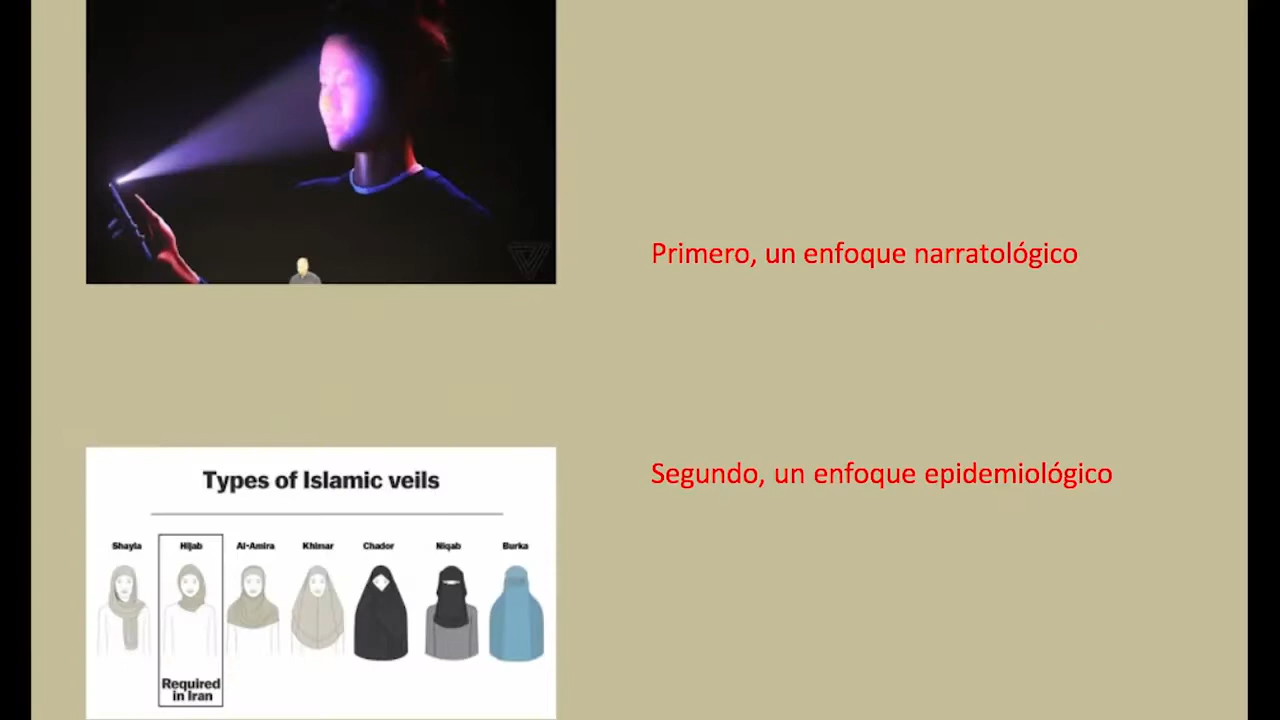 Primero, un enfoque narratológico
Segundo, un enfoque epidemiológico
Types of Islamic veils
Shayla Hijab Al-Amira Khimar Chador Niqab Burka
Required
in Iran